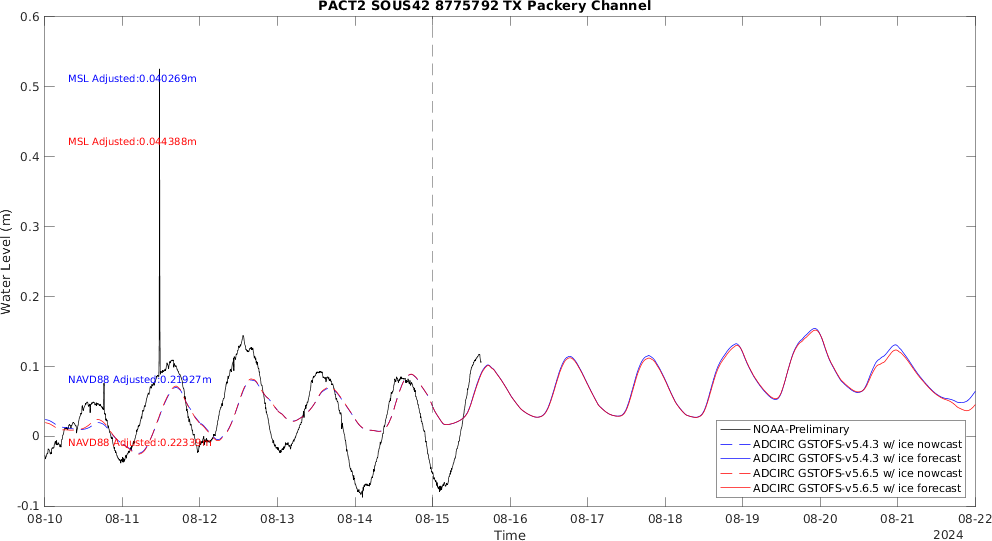 PACT2 SOUS42 8775792 TX Packery Channel
0.6
0.5
0.4
0.3
0.2
0.1
0
-0.1
Water Level (m)
MSL Adjusted:0.040269m
MSL Adjusted:0.044388m
NAVD88 Adjusted:0.21927m
NAVD88 Adjusted:0.22339m
NOAA-Preliminary
ADCIRC GSTOFS-v5.4.3 w/ ice nowcast
ADCIRC GSTOFS-v5.4.3 w/ ice forecast
ADCIRC GSTOFS-v5.6.5 w/ ice nowcast
ADCIRC GSTOFS-v5.6.5 w/ ice forecast
08-10 08-11 08-12 08-13 08-14 08-15 08-16 08-17 08-18 08-19 08-20 08-21 08-22
Time
2024